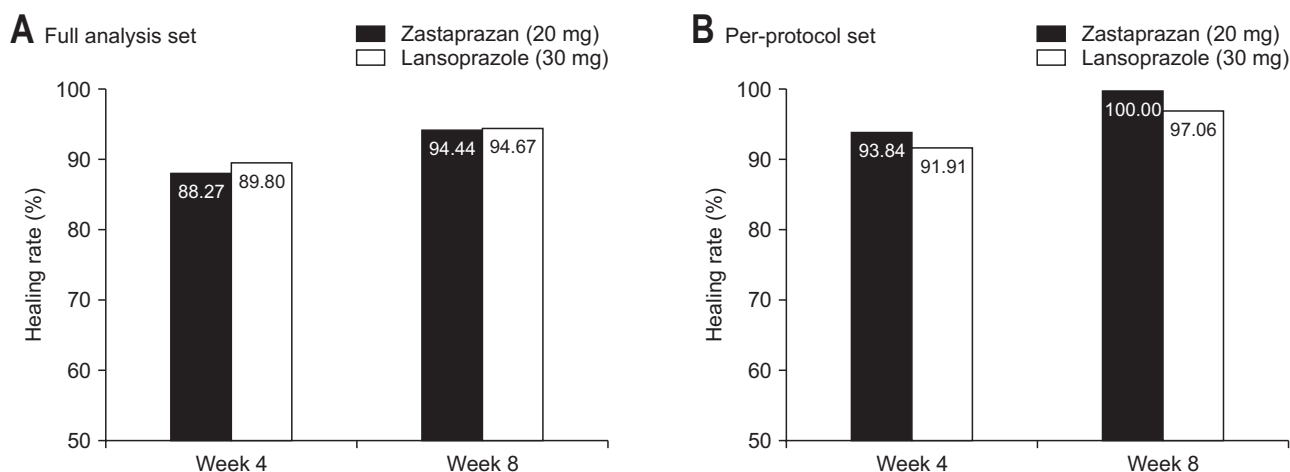 A Full analysis set
Zastaprazan (20 mg)
Lansoprazole (30 mg)
Healing rate (%)
100
90
80
70
60
50
88.27
89.80
94.44
94.67
Week 4
Week 8
B Per-protocol set
Zastaprazan (20 mg)
Lansoprazole (30 mg)
Healing rate (%)
100
90
80
70
60
50
93.84
91.91
100.00
97.06
Week 4
Week 8